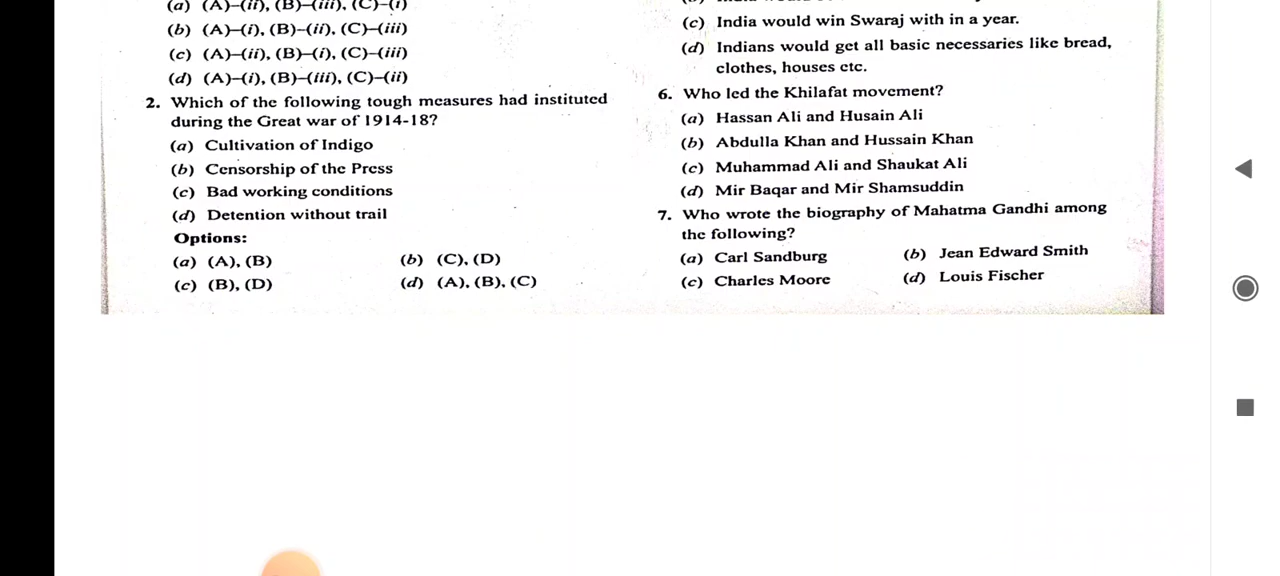 (a) (A)–(ii), (B)–(iii), (C)–(i)
(b) (A)–(i), (B)–(ii), (C)–(iii)
(c) (A)–(ii), (B)–(i), (C)–(iii)
(d) (A)–(i), (B)–(iii), (C)–(ii)
2. Which of the following tough measures had instituted
during the Great war of 1914-18?
(a) Cultivation of Indigo
(b) Censorship of the Press
(c) Bad working conditions
(d) Detention without trail
Options:
(a) (A), (B) (b) (C), (D)
(c) (B), (D) (d) (A), (B), (C)
(c) India would win Swaraj with in a year.
(d) Indians would get all basic necessaries like bread,
clothes, houses etc.
6. Who led the Khilafat movement?
(a) Hassan Ali and Husain Ali
(b) Abdulla Khan and Hussain Khan
(c) Muhammad Ali and Shaukat Ali
(d) Mir Baqar and Mir Shamsuddin
7. Who wrote the biography of Mahatma Gandhi among
the following?
(a) Carl Sandburg (b) Jean Edward Smith
(c) Charles Moore (d) Louis Fischer